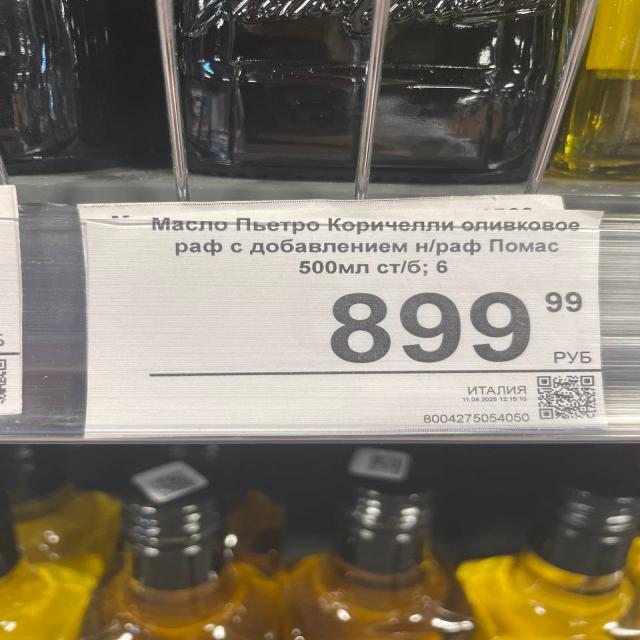 Масло Пьетро Коричелли оливковое
раф с добавлением н/раф Помас
500мл ст/б; 6
899 99
РУБ
ИТАЛИЯ
11.04.2025 12:15:10
8004275054050